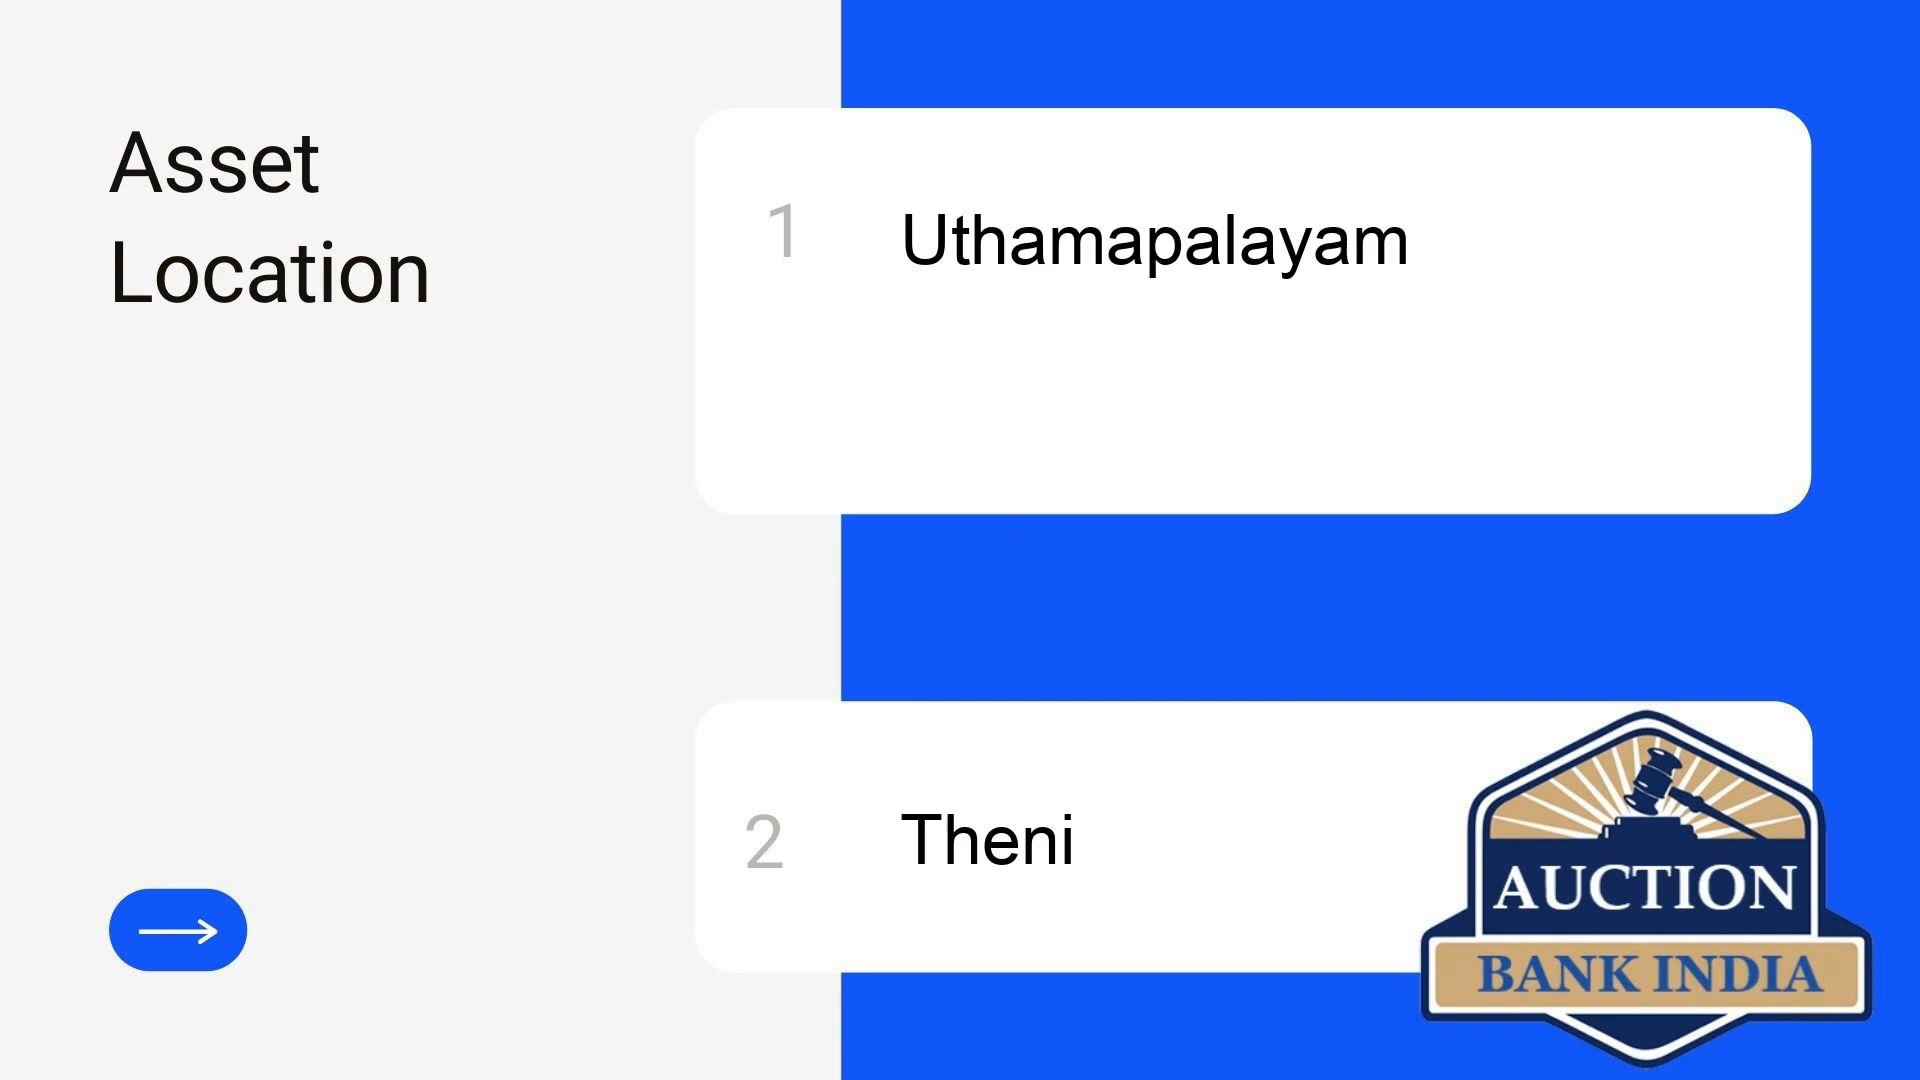 Asset
Location
1
Uthamapalayam
2
Theni
AUCTION
BANK INDIA